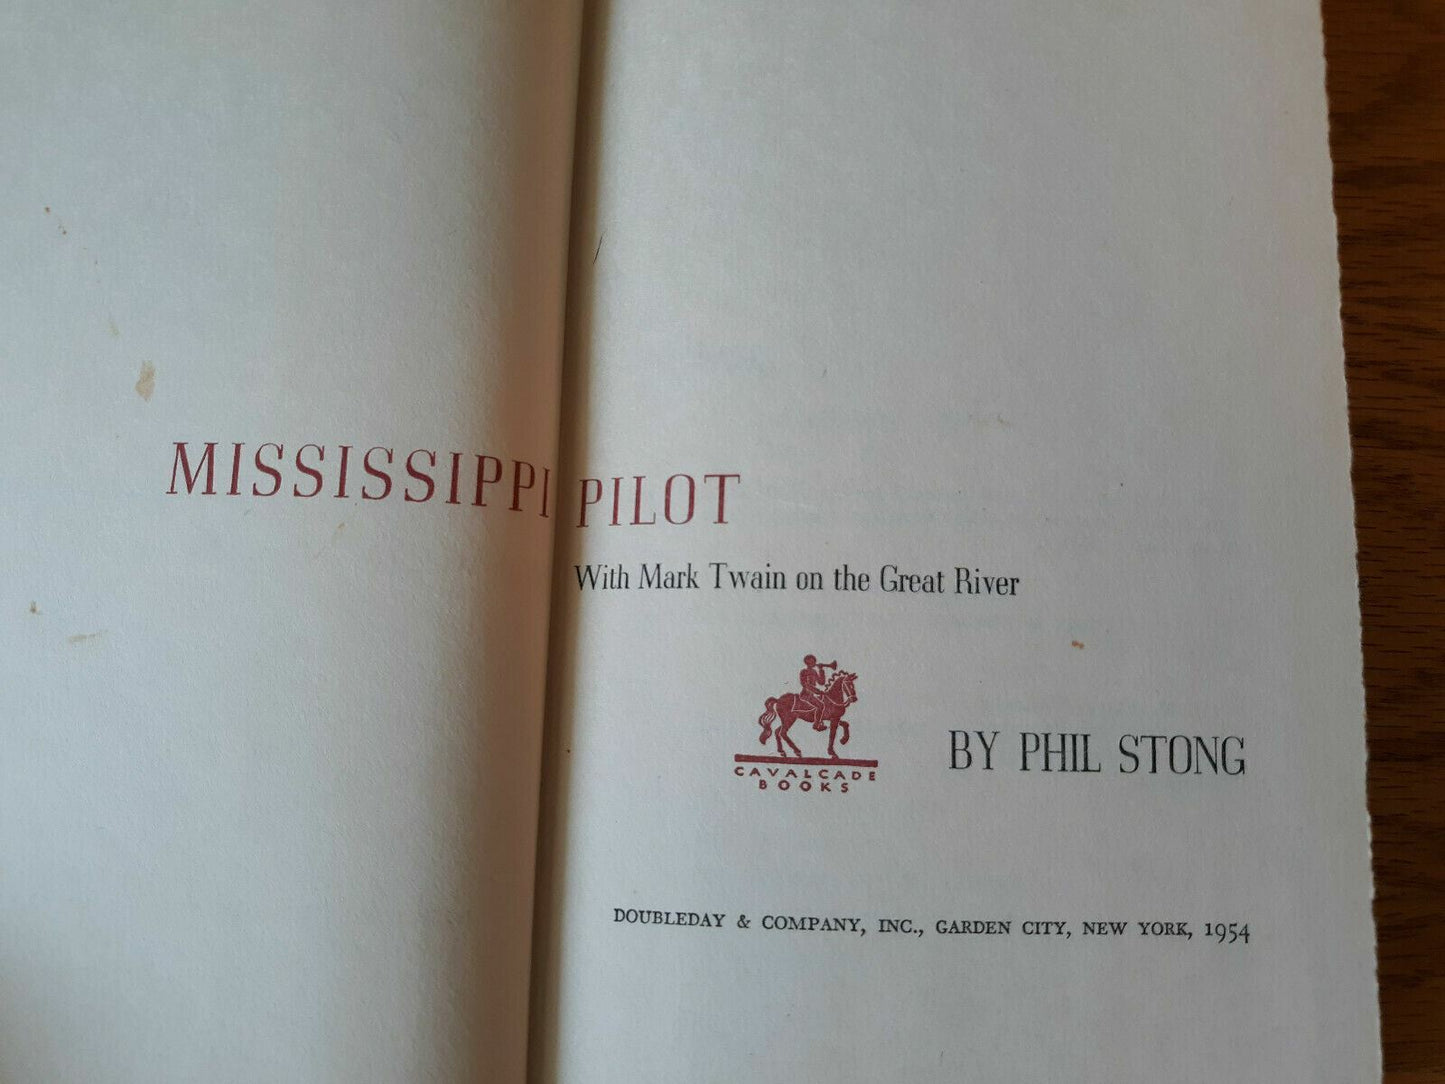 MISSISSIPPI PILOT
With Mark Twain on the Great River
CAVALCADE
BOOKS
BY PHIL STONG
DOUBLEDAY & COMPANY, INC., GARDEN CITY, NEW YORK, 1954